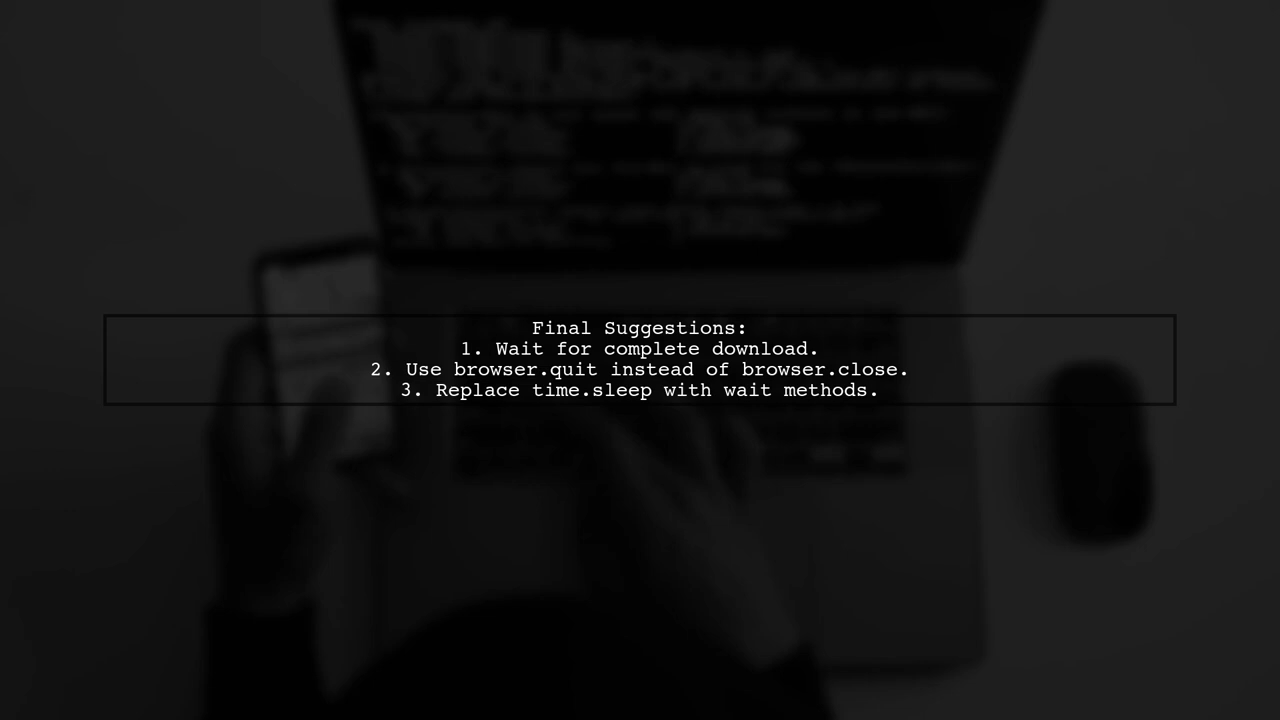 Final Suggestions:
1. Wait for complete download.
2. Use browser.quit instead of browser.close.
3. Replace time.sleep with wait methods.